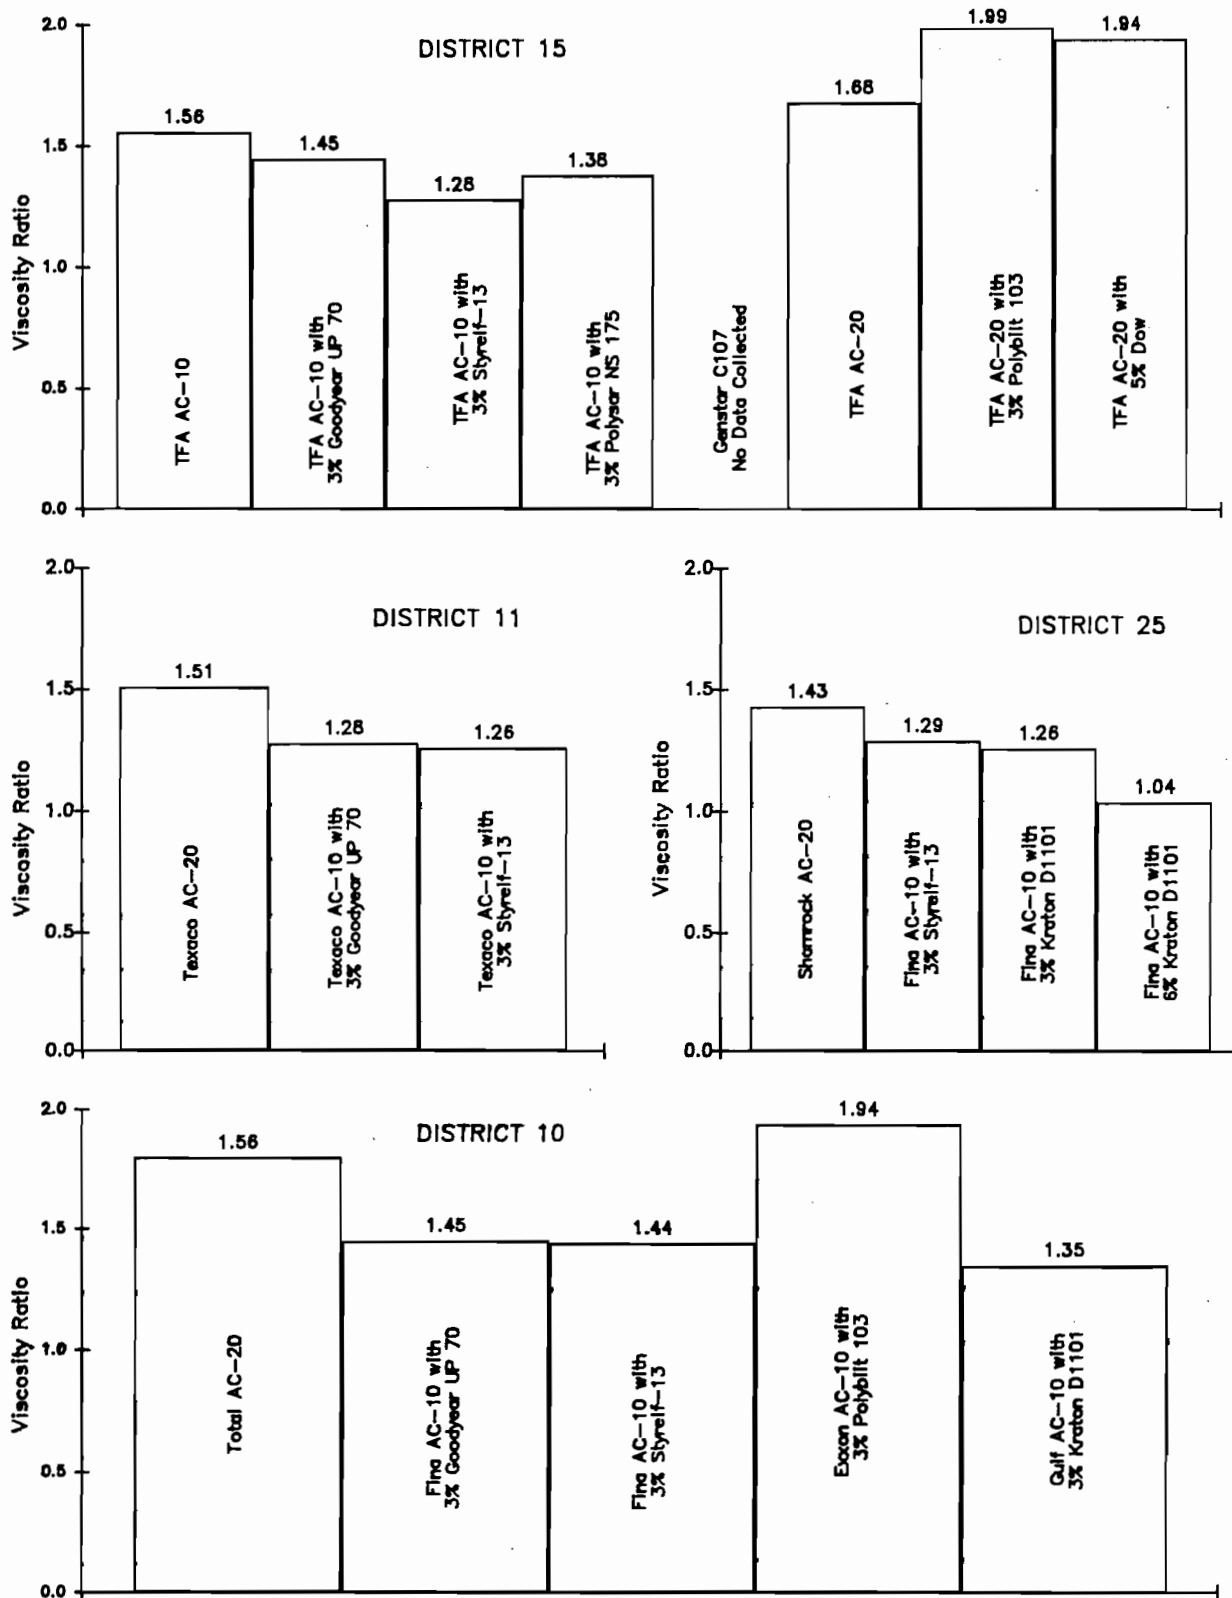 DISTRICT 15
Viscosity Ratio
2.0
1.5
1.0
0.5
0.0
1.56
1.45
1.28
1.38
1.68
1.99
1.94
TFA AC-10
TFA AC-10 with
3% Goodyear UP 70
TFA AC-10 with
3% Styrelf-13
TFA AC-10 with
3% Polysar NS 175
Genstar C107
No Data Collected
TFA AC-20
TFA AC-20 with
3% Polybilt 103
TFA AC-20 with
5% Dow
DISTRICT 11
Viscosity Ratio
2.0
1.5
1.0
0.5
0.0
1.51
1.28
1.26
Texaco AC-20
Texaco AC-10 with
3% Goodyear UP 70
Texaco AC-10 with
3% Styrelf-13
DISTRICT 25
Viscosity Ratio
2.0
1.5
1.0
0.5
0.0
1.43
1.29
1.26
1.04
Shamrock AC-20
Fina AC-10 with
3% Styrelf-13
Fina AC-10 with
3% Kraton D1101
Fina AC-10 with
6% Kraton D1101
DISTRICT 10
Viscosity Ratio
2.0
1.5
1.0
0.5
0.0
1.56
1.45
1.44
1.94
1.35
Total AC-20
Fina AC-10 with
3% Goodyear UP 70
Fina AC-10 with
3% Styrelf-13
Exxon AC-10 with
3% Polybilt 103
Gulf AC-10 with
3% Kraton D1101